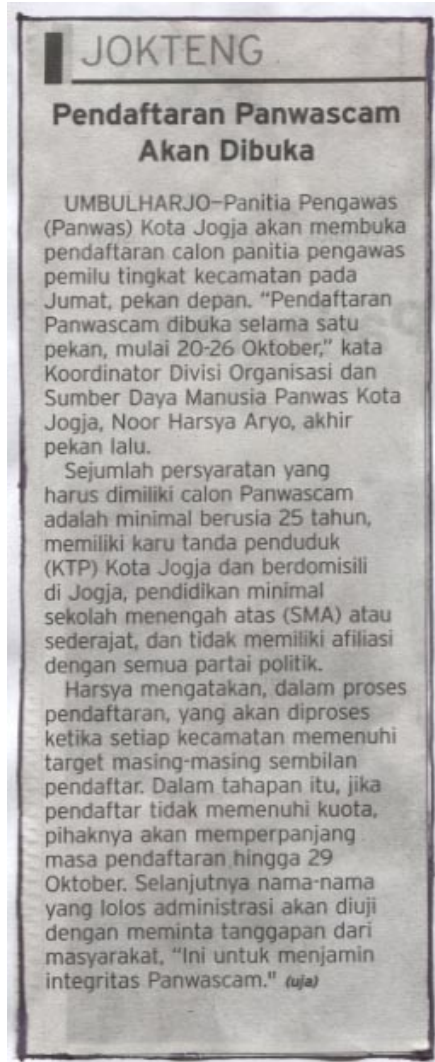 JOKTENG
Pendaftaran Panwascam
Akan Dibuka
UMBULHARJO—Panitia Pengawas
(Panwas) Kota Jogja akan membuka
pendaftaran calon panitia pengawas
pemilu tingkat kecamatan pada
Jumat, pekan depan. "Pendaftaran
Panwascam dibuka selama satu
pekan, mulai 20-26 Oktober," kata
Koordinator Divisi Organisasi dan
Sumber Daya Manusia Panwas Kota
Jogja, Noor Harsya Aryo, akhir
pekan lalu.
Sejumlah persyaratan yang
harus dimiliki calon Panwascam
adalah minimal berusia 25 tahun,
memiliki karu tanda penduduk
(KTP) Kota Jogja dan berdomisili
di Jogja, pendidikan minimal
sekolah menengah atas (SMA) atau
sederajat, dan tidak memiliki afiliasi
dengan semua partai politik.
Harsya mengatakan, dalam proses
pendaftaran, yang akan diproses
ketika setiap kecamatan memenuhi
target masing-masing sembilan
pendaftar. Dalam tahapan itu, jika
pendaftar tidak memenuhi kuota,
pihaknya akan memperpanjang
masa pendaftaran hingga 29
Oktober. Selanjutnya nama-nama
yang lolos administrasi akan diuji
dengan meminta tanggapan dari
masyarakat, "Ini untuk menjamin
integritas Panwascam." (uja)